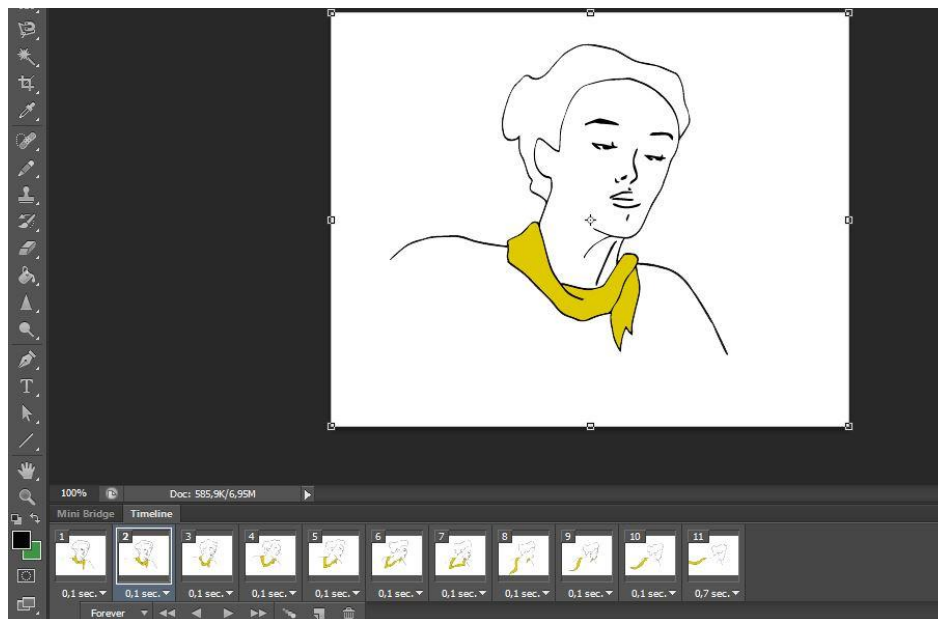 T
100%
Doc: 585,9K/6,95M
Mini Bridge
Timeline
1 2 3 4 5 6 7 8 9 10 11
0,1 sec. 0,1 sec. 0,1 sec. 0,1 sec. 0,1 sec. 0,1 sec. 0,1 sec. 0,1 sec. 0,1 sec. 0,1 sec. 0,7 sec.
Forever